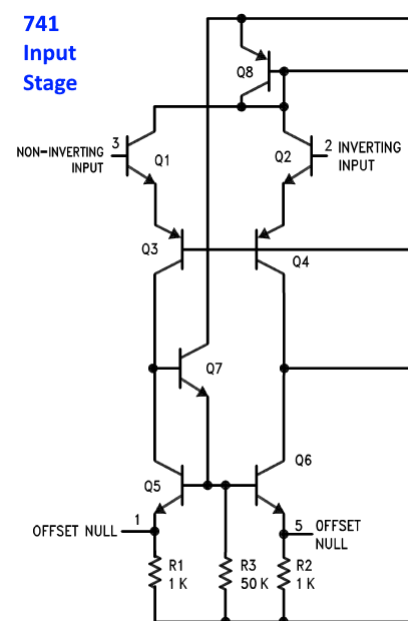 741
Input
Stage
Q8
3
NON-INVERTING
INPUT
Q1
Q2
2 INVERTING
INPUT
Q3
Q4
Q7
Q5
Q6
OFFSET NULL
1
5 OFFSET
NULL
R1
1 K
R3
50 K
R2
1 K